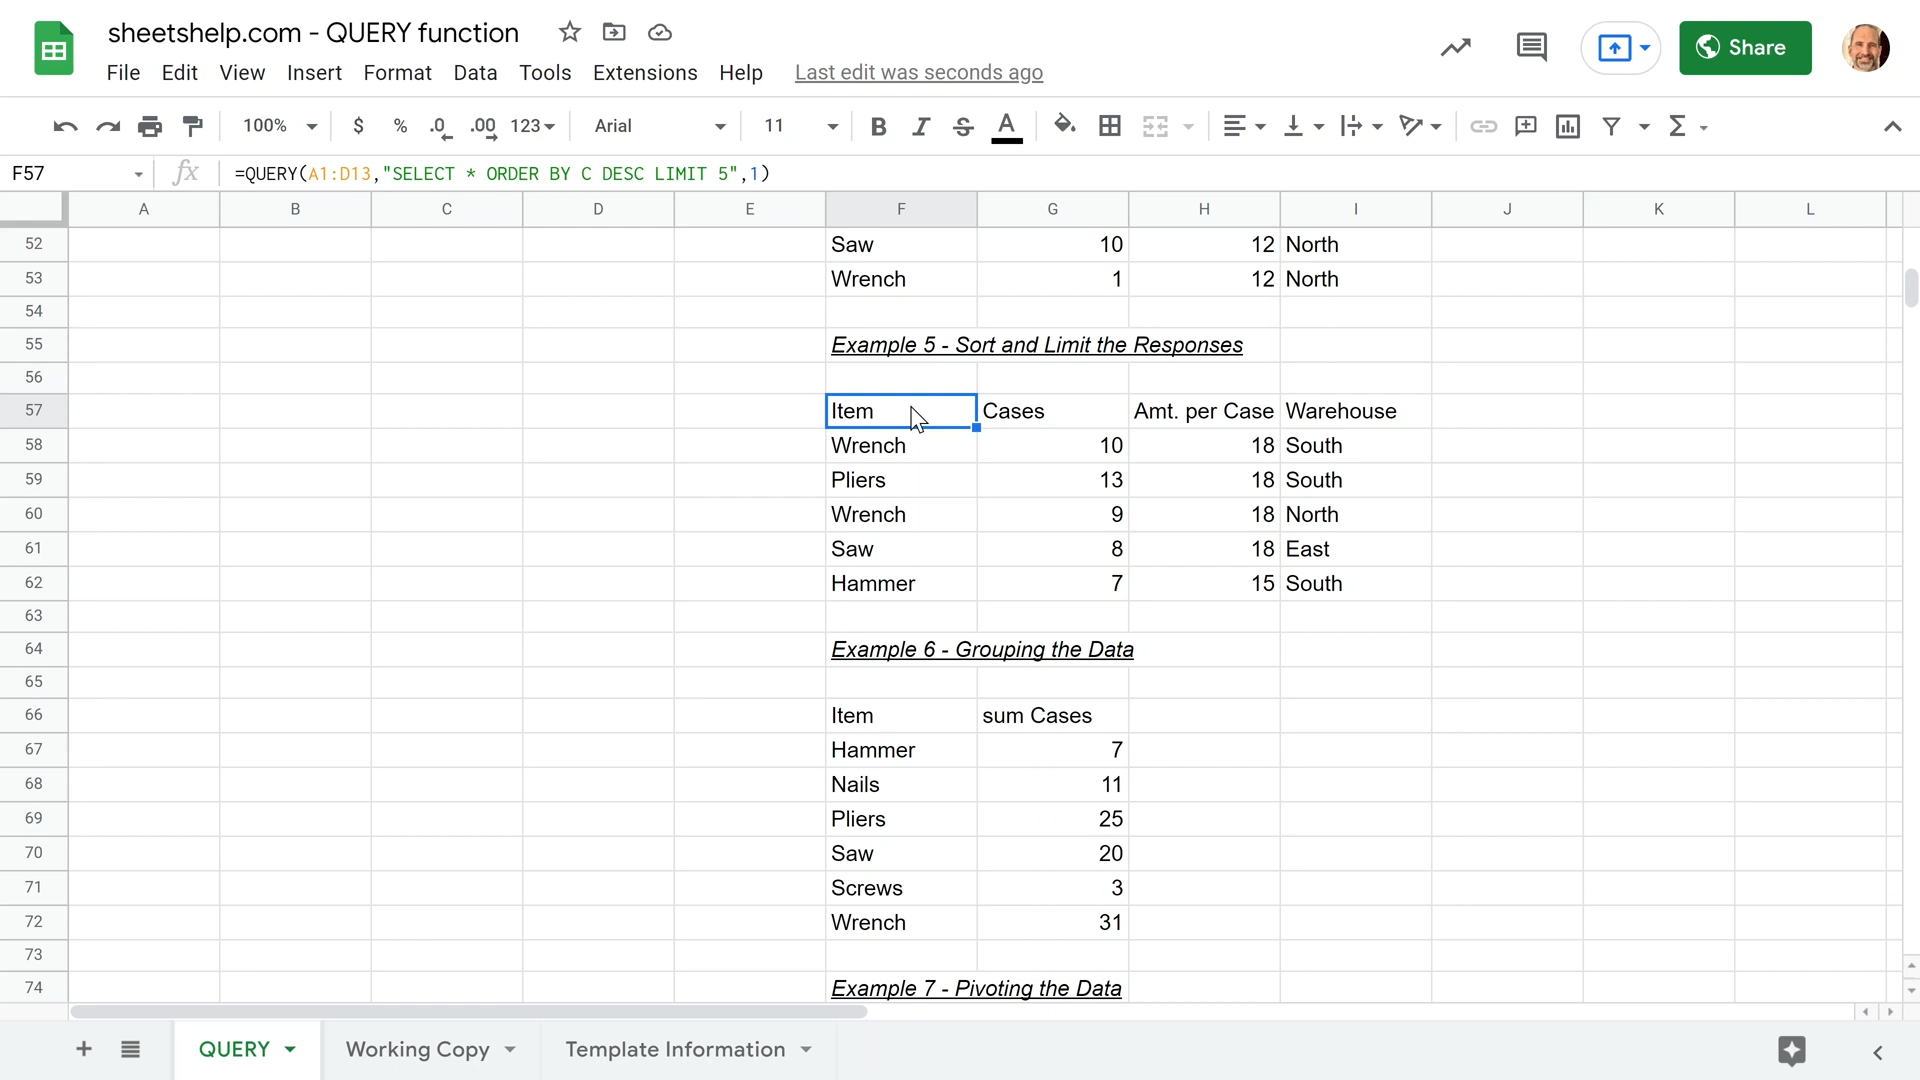 sheetshelp.com - QUERY function
File Edit View Insert Format Data Tools Extensions Help Last edit was seconds ago
Share
100% $ % .0 .00 123 Arial 11 B I S A Σ
F57 fx =QUERY(A1:D13,"SELECT * ORDER BY C DESC LIMIT 5",1)
A B C D E F G H I J K L
52 Saw 10 12 North
53 Wrench 1 12 North
54
55 Example 5 - Sort and Limit the Responses
56
57 Item Cases Amt. per Case Warehouse
58 Wrench 10 18 South
59 Pliers 13 18 South
60 Wrench 9 18 North
61 Saw 8 18 East
62 Hammer 7 15 South
63
64 Example 6 - Grouping the Data
65
66 Item sum Cases
67 Hammer 7
68 Nails 11
69 Pliers 25
70 Saw 20
71 Screws 3
72 Wrench 31
73
74 Example 7 - Pivoting the Data
QUERY Working Copy Template Information